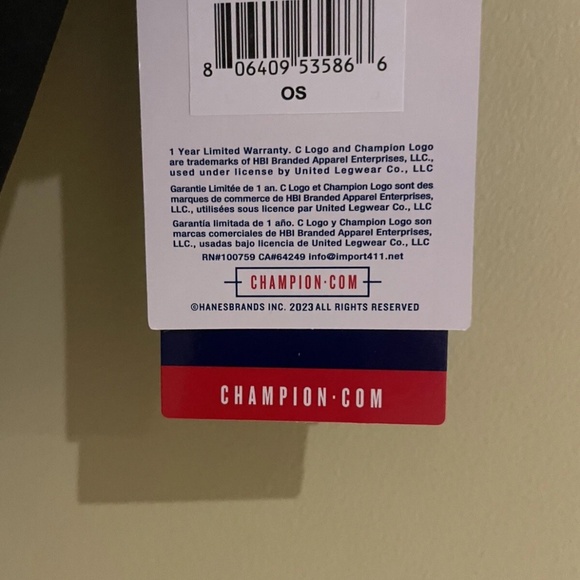 8 06409 53586 6
OS
1 Year Limited Warranty. C Logo and Champion Logo
are trademarks of HBI Branded Apparel Enterprises, LLC.,
used under license by United Legwear Co., LLC
Garantie Limitée de 1 an. C Logo et Champion Logo sont des
marques de commerce de HBI Branded Apparel Enterprises,
LLC., utilisées sous licence par United Legwear Co., LLC
Garantía limitada de 1 año. C Logo y Champion Logo son
marcas comerciales de HBI Branded Apparel Enterprises,
LLC., usadas bajo licencia de United Legwear Co., LLC
RN#100759 CA#64249 info@import411.net
CHAMPION·COM
©HANESBRANDS INC. 2023 ALL RIGHTS RESERVED
CHAMPION·COM